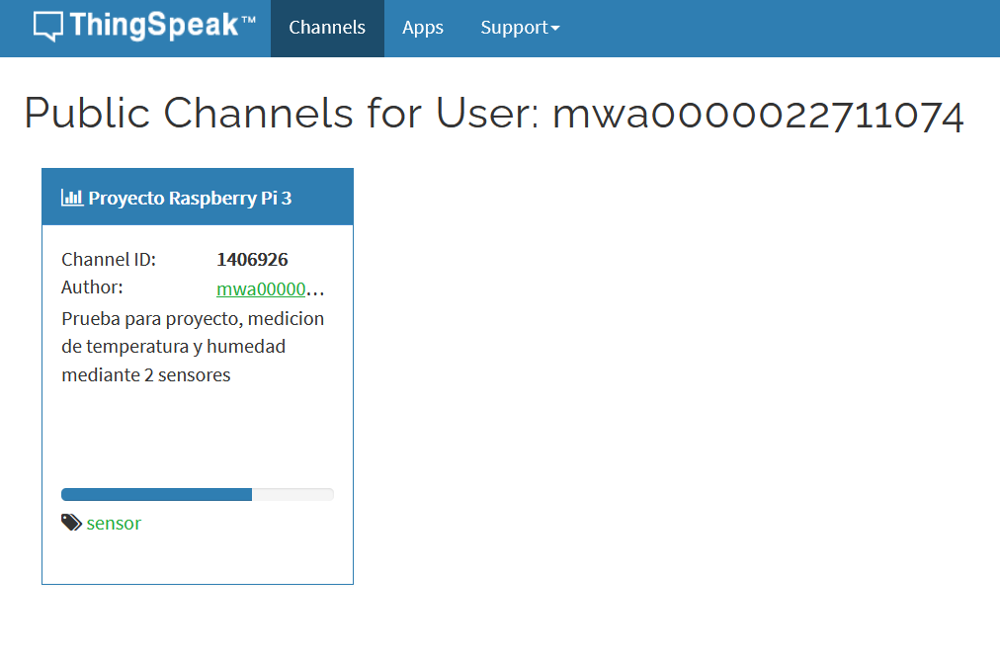 ThingSpeak™ Channels Apps Support
Public Channels for User: mwa0000022711074
Proyecto Raspberry Pi 3
Channel ID: 1406926
Author: mwa00000...
Prueba para proyecto, medicion
de temperatura y humedad
mediante 2 sensores
sensor